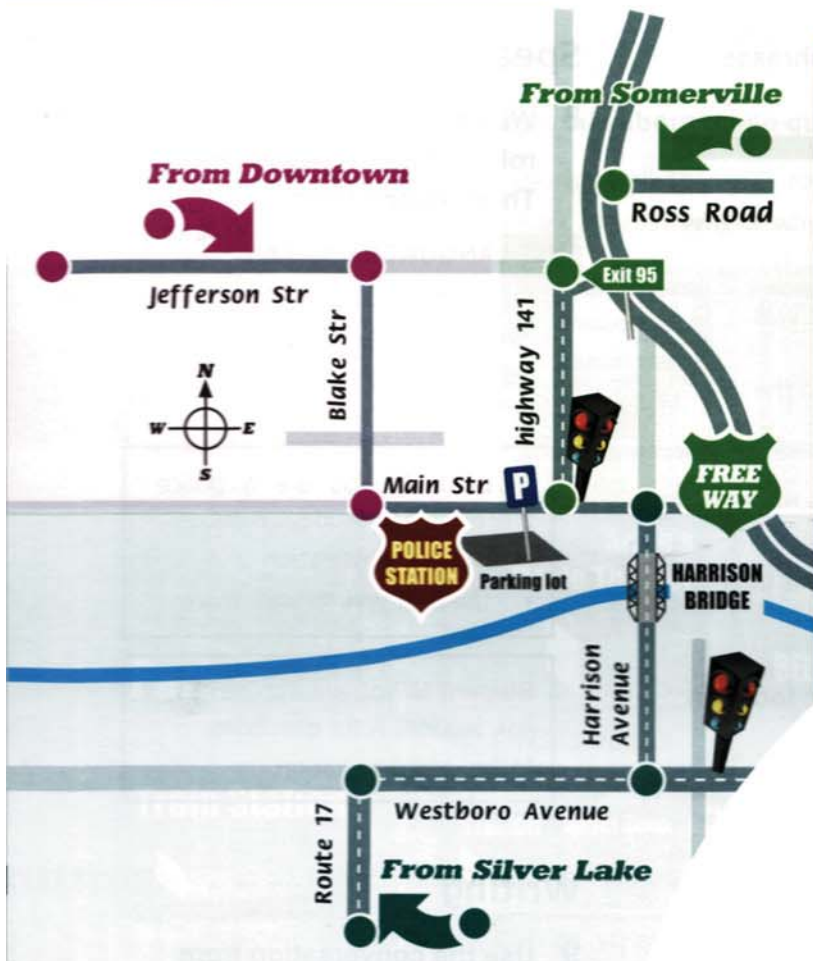 From Somerville
Ross Road
From Downtown
Jefferson Str
Exit 95
Blake Str
highway 141
N
W
E
S
Main Str
P
FREE
WAY
POLICE
STATION
Parking lot
HARRISON
BRIDGE
Harrison
Avenue
Westboro Avenue
Route 17
From Silver Lake